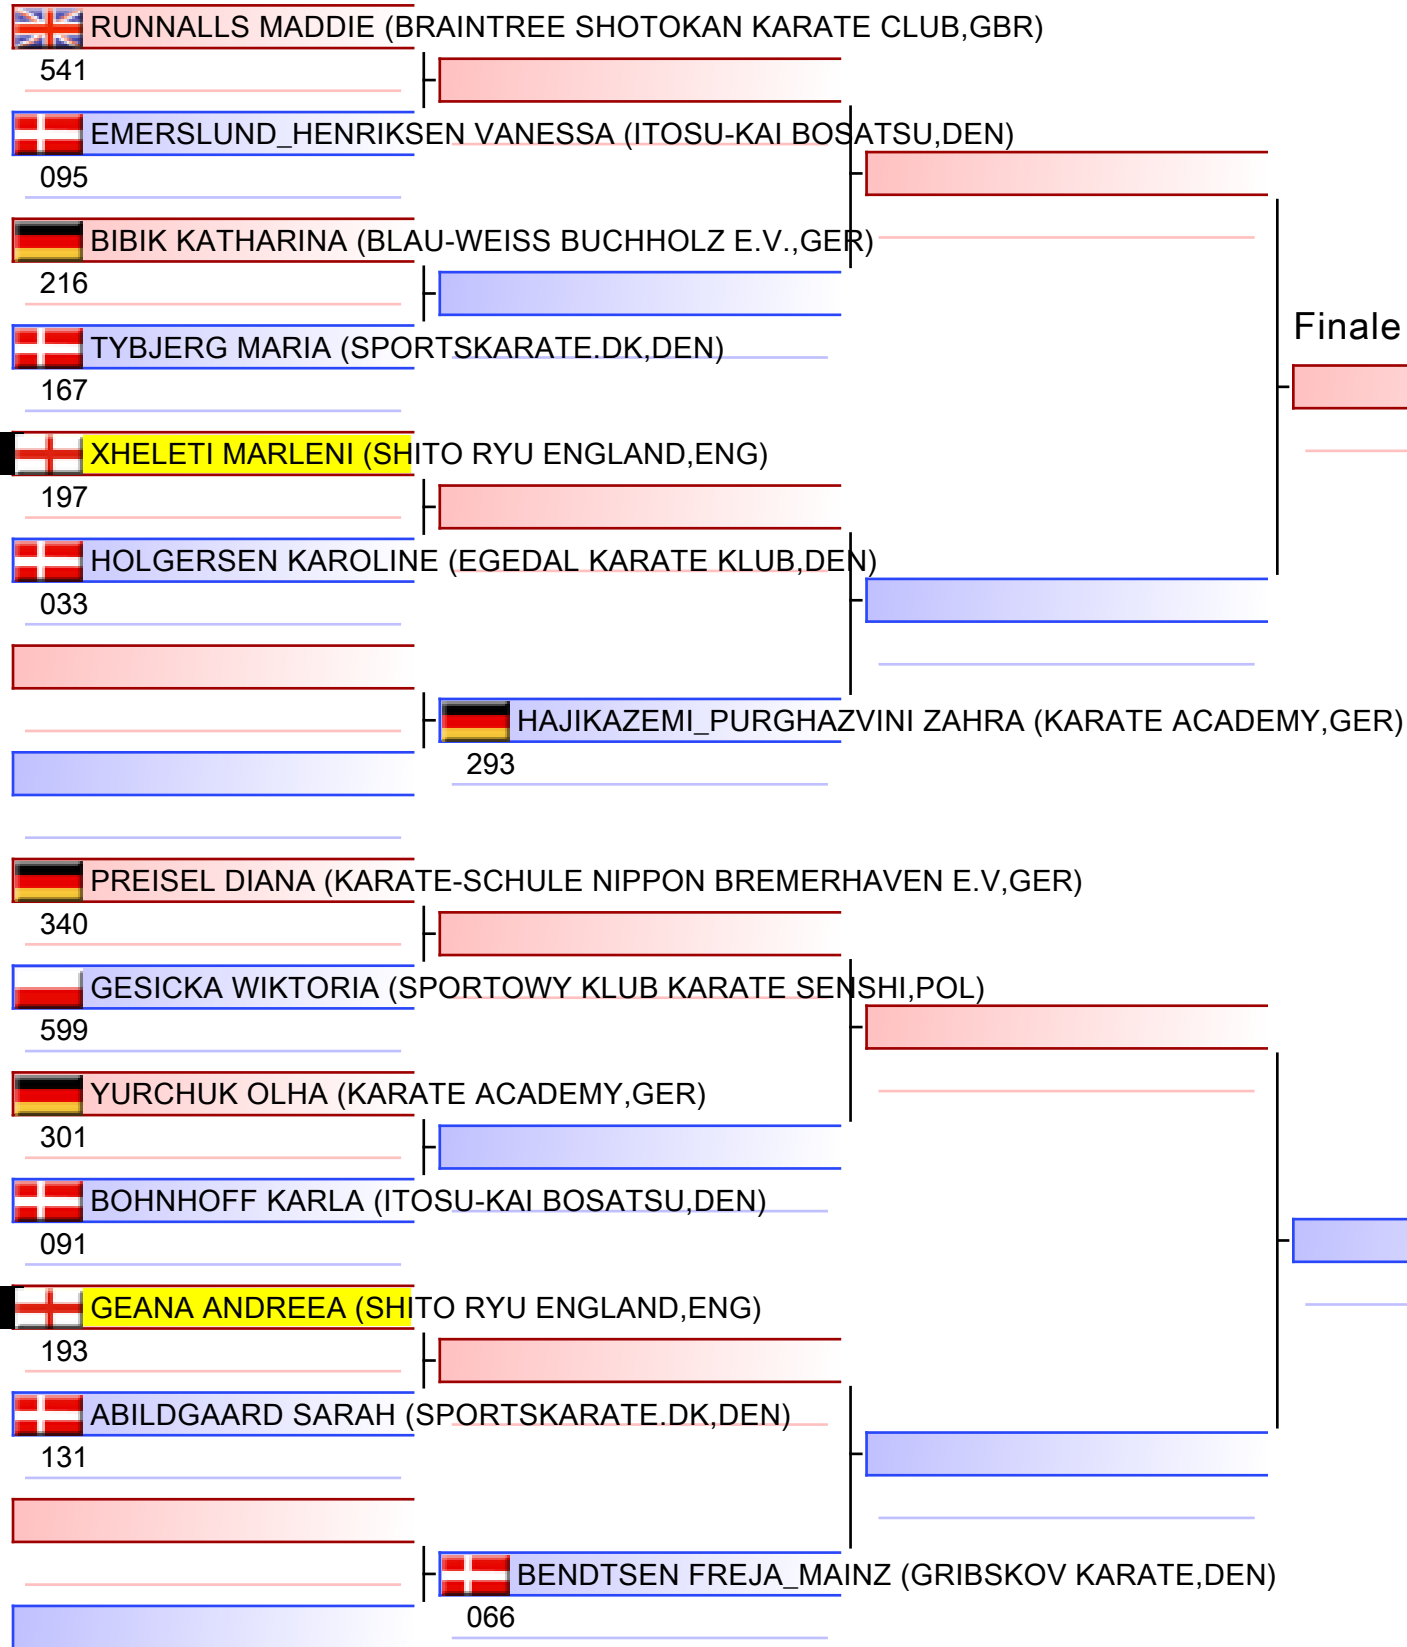 RUNNALLS MADDIE (BRAINTREE SHOTOKAN KARATE CLUB,GBR)
541
EMERSLUND_HENRIKSEN VANESSA (ITOSU-KAI BOSATSU,DEN)
095
BIBIK KATHARINA (BLAU-WEISS BUCHHOLZ E.V.,GER)
216
Finale
TYBJERG MARIA (SPORTSKARATE.DK,DEN)
167
XHELETI MARLENI (SHITO RYU ENGLAND,ENG)
197
HOLGERSEN KAROLINE (EGEDAL KARATE KLUB,DEN)
033
HAJIKAZEMI_PURGHAZVINI ZAHRA (KARATE ACADEMY,GER)
293
PREISEL DIANA (KARATE-SCHULE NIPPON BREMERHAVEN E.V,GER)
340
GESICKA WIKTORIA (SPORTOWY KLUB KARATE SENSHI,POL)
599
YURCHUK OLHA (KARATE ACADEMY,GER)
301
BOHNHOFF KARLA (ITOSU-KAI BOSATSU,DEN)
091
GEANA ANDREEA (SHITO RYU ENGLAND,ENG)
193
ABILDGAARD SARAH (SPORTSKARATE.DK,DEN)
131
BENDTSEN FREJA_MAINZ (GRIBSKOV KARATE,DEN)
066